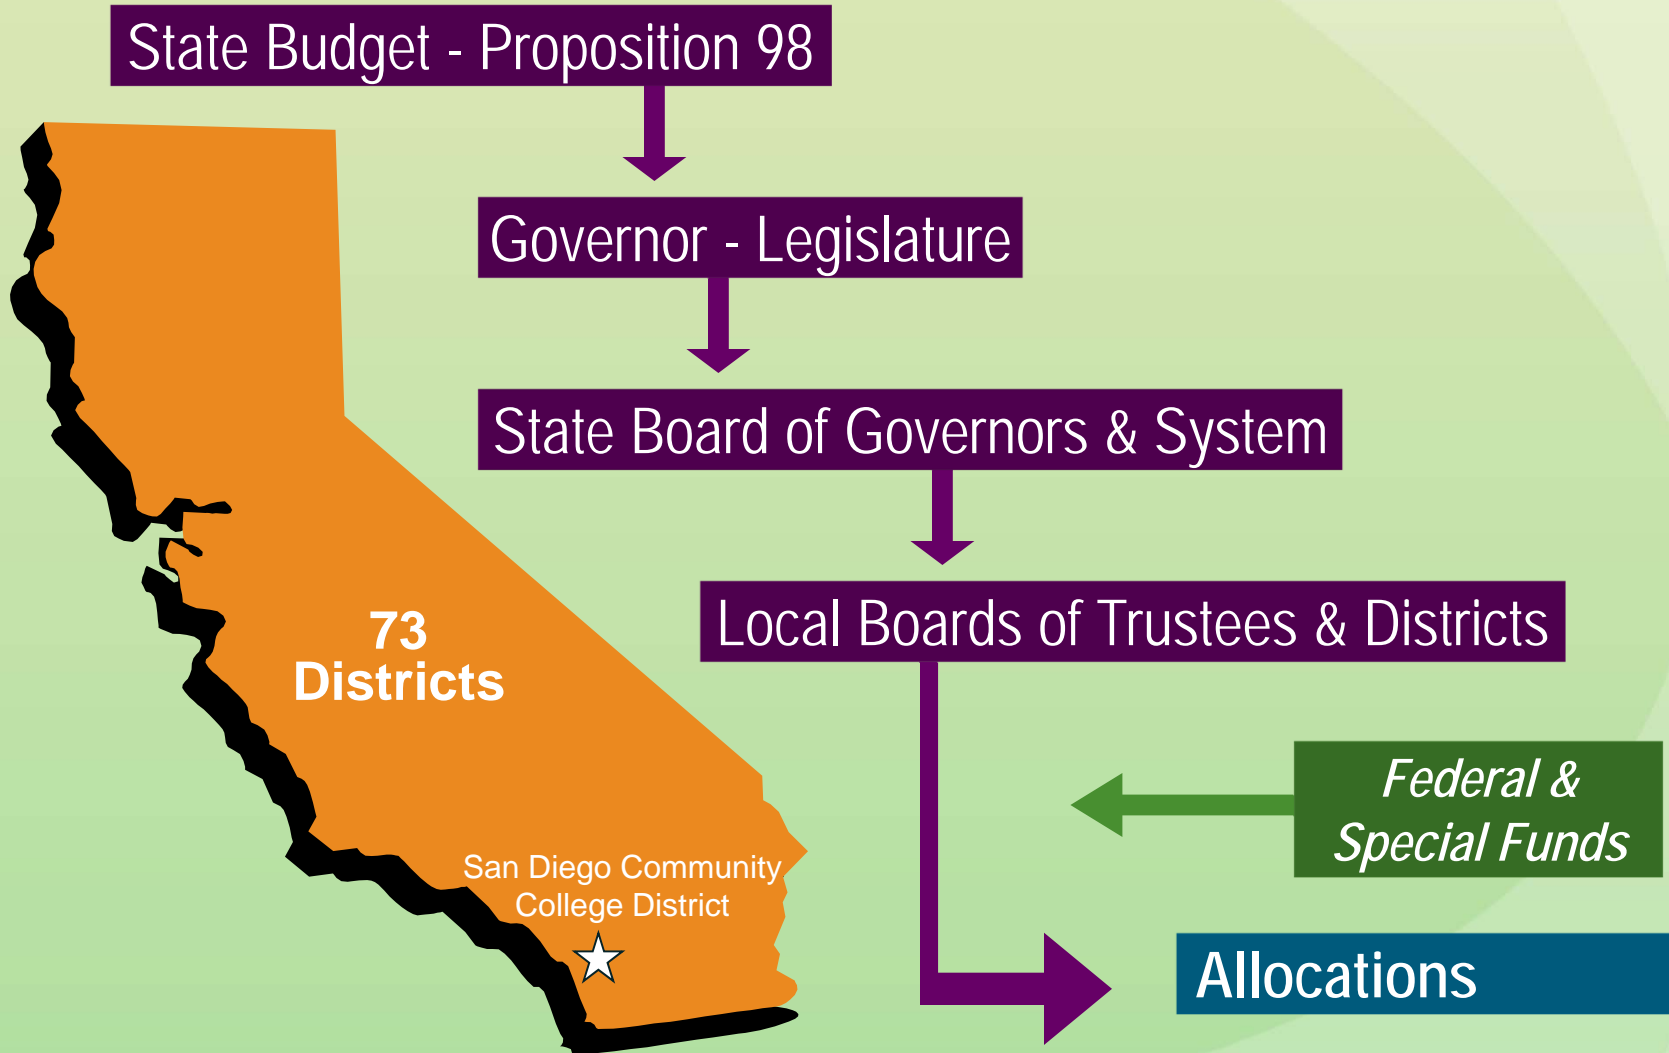 State Budget - Proposition 98
Governor - Legislature
State Board of Governors & System
Local Boards of Trustees & Districts
73
Districts
Federal &
Special Funds
San Diego Community
College District
Allocations